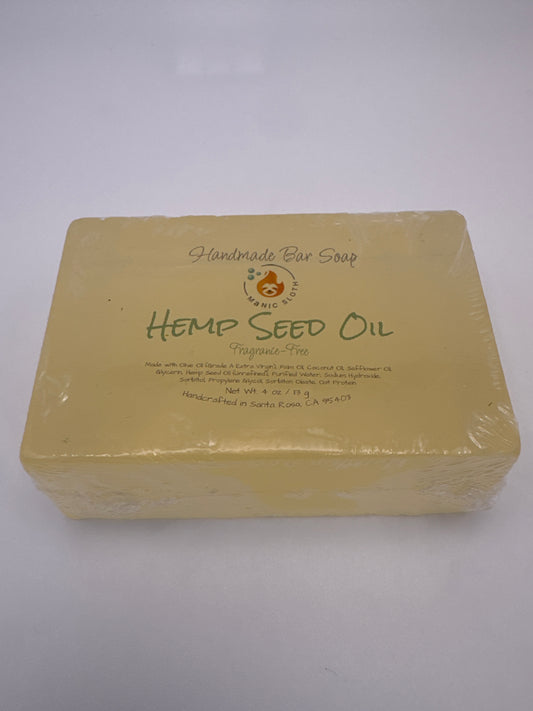 Handmade Bar Soap
MANIC SLOTH
HEMP SEED OIL
Fragrance-Free
Made with Olive Oil (Grade A Extra Virgin), Palm Oil, Coconut Oil, Safflower Oil,
Glycerin, Hemp Seed Oil (unrefined), Purified Water, Sodium Hydroxide,
Sorbitol, Propylene Glycol, Sorbitan Oleate, Oat Protein
Net Wt. 4 oz / 113 g
Handcrafted in Santa Rosa, CA 95403